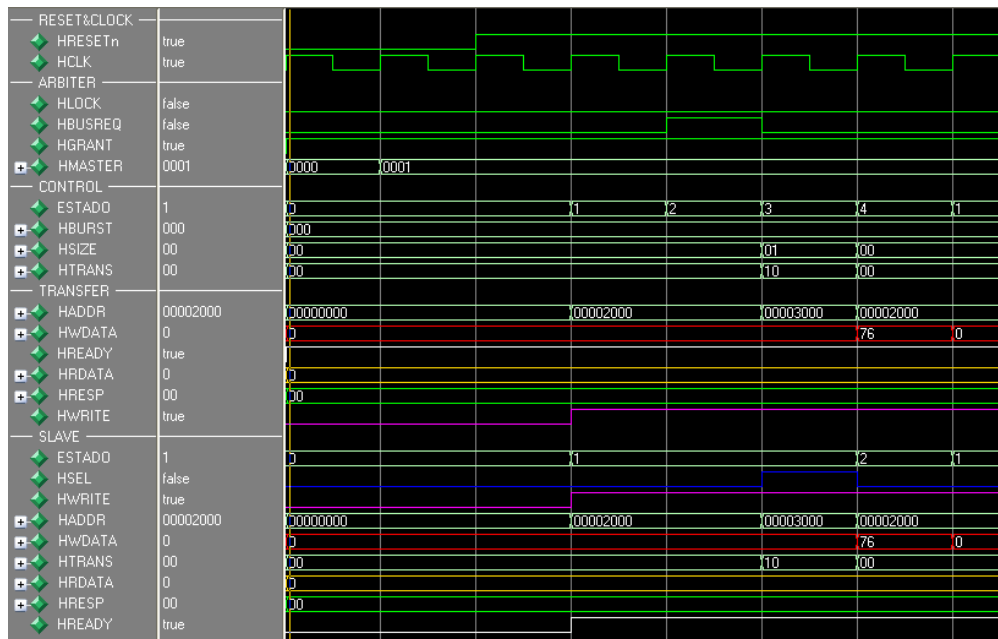 RESET&CLOCK
HRESETn true
HCLK true
ARBITER
HLOCK false
HBUSREQ false
HGRANT true
HMASTER 0001 0000 0001
CONTROL
ESTADO 1 0 1 2 3 4 1
HBURST 000 000
HSIZE 00 00 01 00
HTRANS 00 00 10 00
TRANSFER
HADDR 00002000 00000000 00002000 00003000 00002000
HWDATA 0 0 76 0
HREADY true
HRDATA 0 0
HRESP 00 00
HWRITE true
SLAVE
ESTADO 1 0 1 2 1
HSEL false
HWRITE true
HADDR 00002000 00000000 00002000 00003000 00002000
HWDATA 0 0 76 0
HTRANS 00 00 10 00
HRDATA 0 0
HRESP 00 00
HREADY true